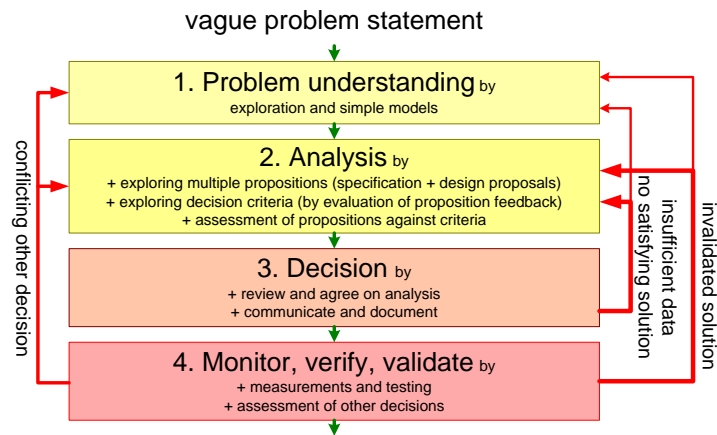 vague problem statement
1. Problem understanding by
exploration and simple models
2. Analysis by
+ exploring multiple propositions (specification + design proposals)
+ exploring decision criteria (by evaluation of proposition feedback)
+ assessment of propositions against criteria
3. Decision by
+ review and agree on analysis
+ communicate and document
4. Monitor, verify, validate by
+ measurements and testing
+ assessment of other decisions
conflicting other decision
insufficient data
no satisfying solution
invalidated solution